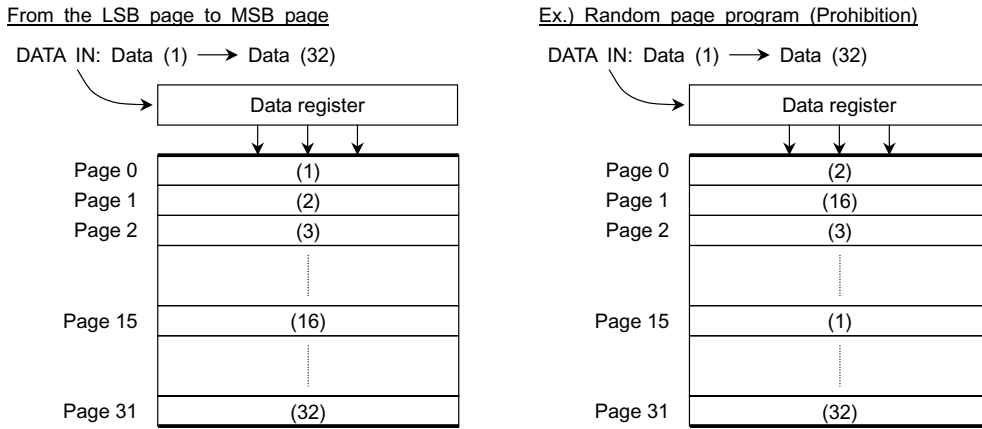 From the LSB page to MSB page
DATA IN: Data (1) → Data (32)
Data register
Page 0 (1)
Page 1 (2)
Page 2 (3)
Page 15 (16)
Page 31 (32)
Ex.) Random page program (Prohibition)
DATA IN: Data (1) → Data (32)
Data register
Page 0 (2)
Page 1 (16)
Page 2 (3)
Page 15 (1)
Page 31 (32)